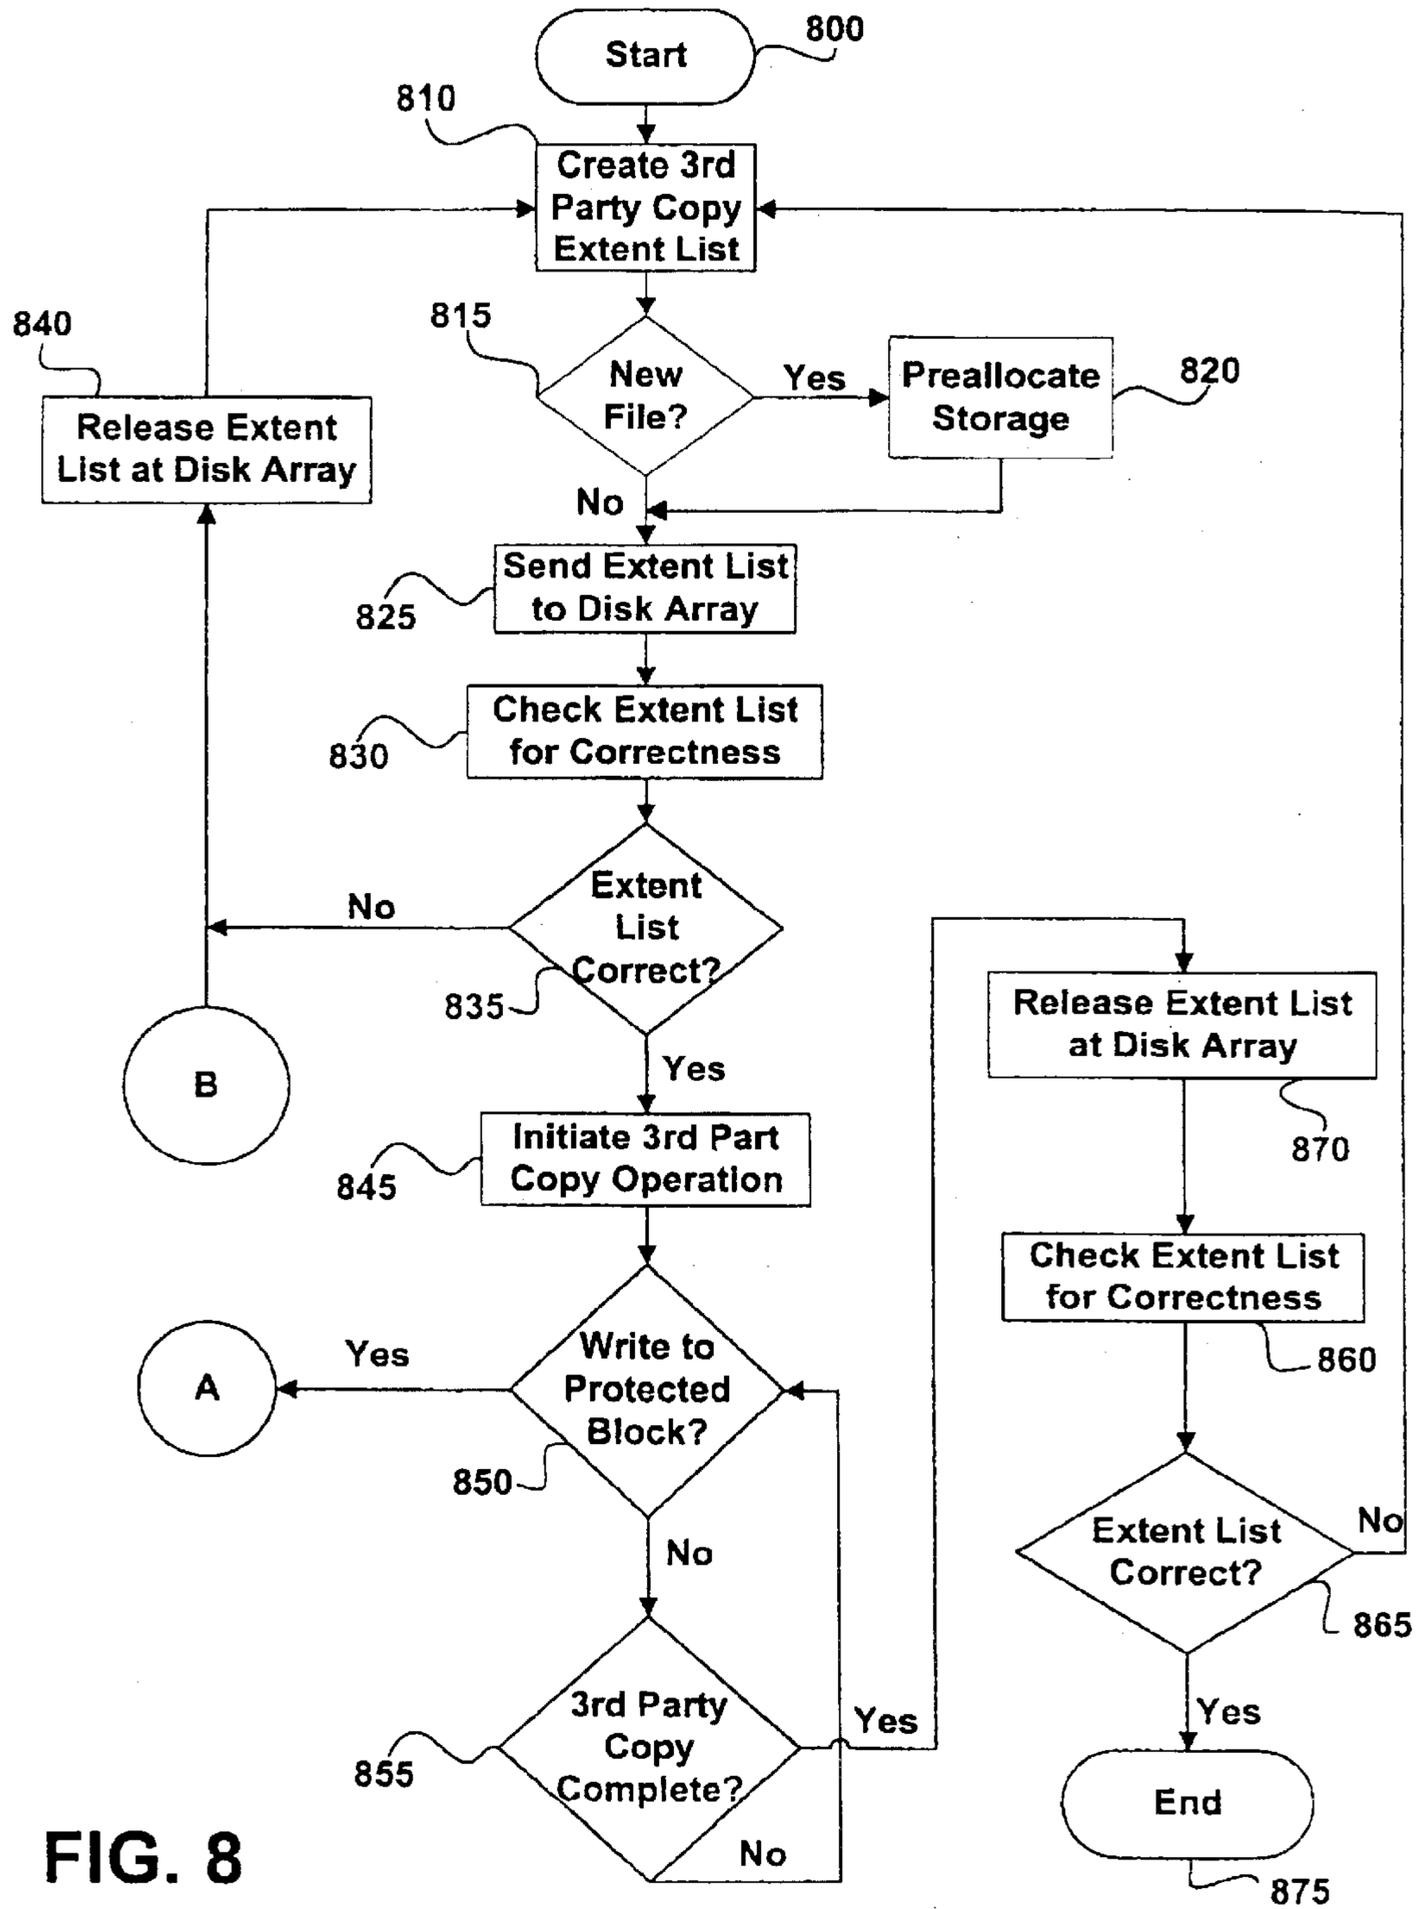 Start
800
810
Create 3rd
Party Copy
Extent List
840
815
New
File?
Yes
Preallocate
Storage
820
Release Extent
List at Disk Array
No
Send Extent List
to Disk Array
825
Check Extent List
for Correctness
830
Extent
List
Correct?
No
835
Yes
B
Release Extent List
at Disk Array
870
Initiate 3rd Part
Copy Operation
845
Check Extent List
for Correctness
860
Write to
Protected
Block?
Yes
A
850
No
Extent List
Correct?
No
865
Yes
3rd Party
Copy
Complete?
Yes
855
No
End
875
FIG. 8